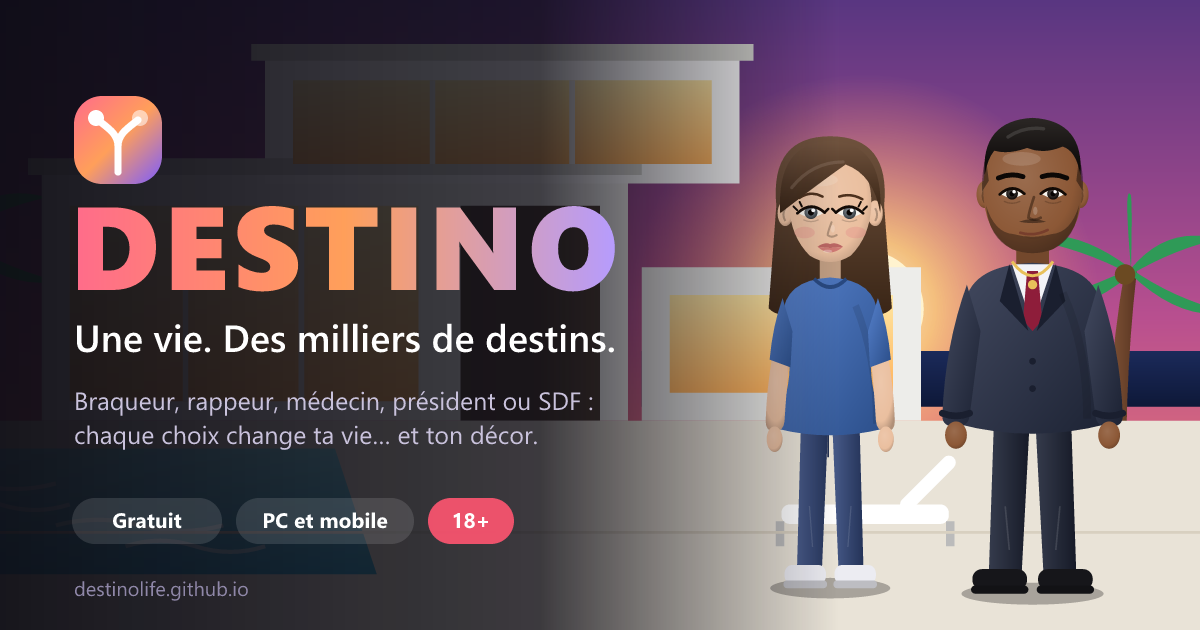 DESTINO
Une vie. Des milliers de destins.
Braqueur, rappeur, médecin, président ou SDF :
chaque choix change ta vie... et ton décor.
Gratuit
PC et mobile
18+
destinolife.github.io